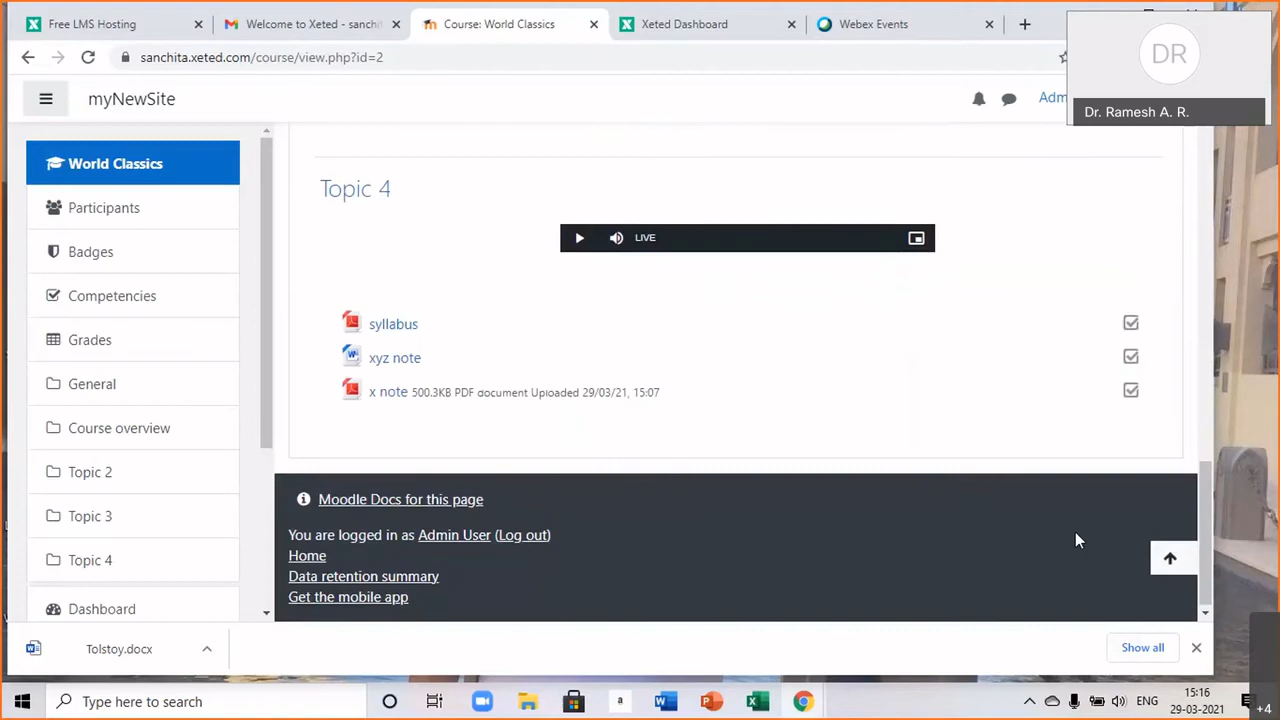 Free LMS Hosting
Welcome to Xeted - sanchit
Course: World Classics
Xeted Dashboard
Webex Events
sanchita.xeted.com/course/view.php?id=2
DR
Dr. Ramesh A. R.
myNewSite
Adm
World Classics
Participants
Badges
Competencies
Grades
General
Course overview
Topic 2
Topic 3
Topic 4
Dashboard
Topic 4
LIVE
syllabus
xyz note
x note 500.3KB PDF document Uploaded 29/03/21, 15:07
Moodle Docs for this page
You are logged in as Admin User (Log out)
Home
Data retention summary
Get the mobile app
Tolstoy.docx
Show all
Type here to search
a
ENG
15:16
29-03-2021
+4